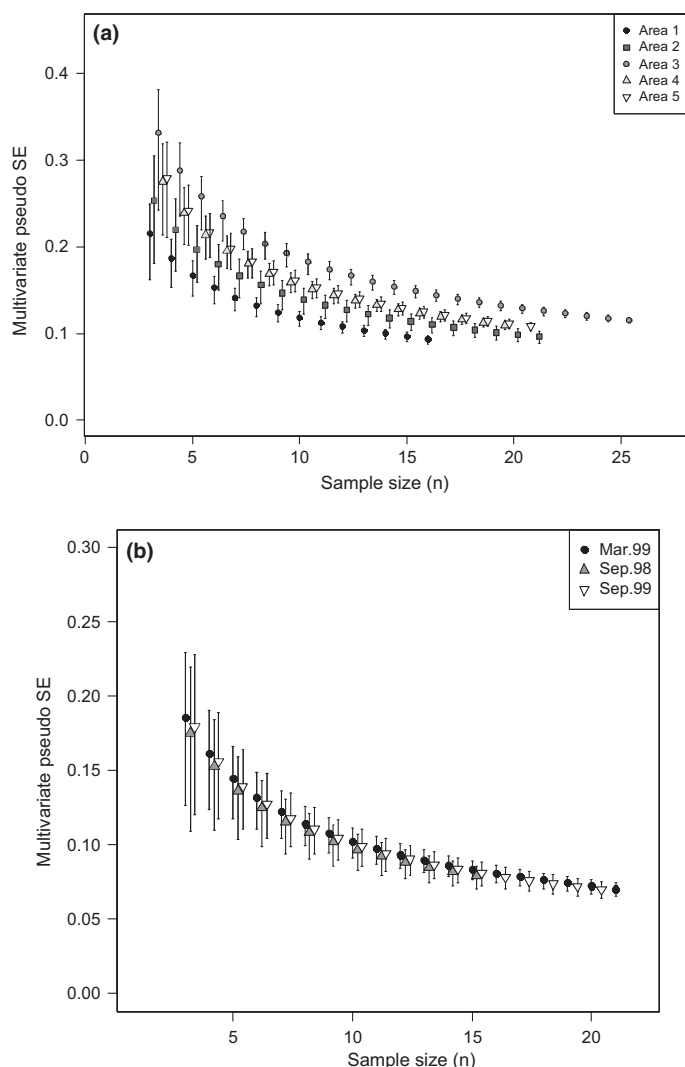 (a)
Area 1
Area 2
Area 3
Area 4
Area 5
0.4
0.3
0.2
0.1
0.0
Multivariate pseudo SE
0 5 10 15 20 25
Sample size (n)
(b)
Mar.99
Sep.98
Sep.99
0.30
0.25
0.20
0.15
0.10
0.05
0.00
Multivariate pseudo SE
5 10 15 20
Sample size (n)